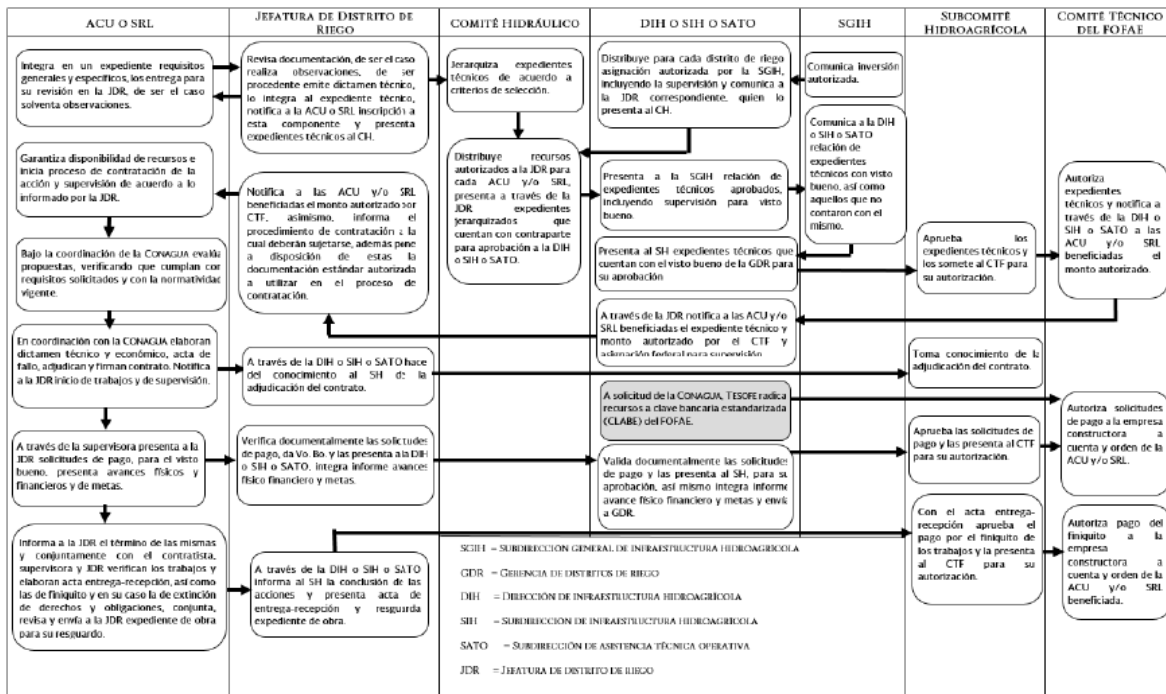 ACU O SRL
JEFATURA DE DISTRITO DE
RIEGO
COMITÉ HIDRÁULICO
DIH O SIH O SATO
SGIH
SUBCOMITÉ
HIDROAGRÍCOLA
COMITÉ TÉCNICO
DEL FOFAE
Integra en un expediente requisitos
generales y específicos, los entrega para
su revisión en la JDR, de ser el caso
solventa observaciones.
Garantiza disponibilidad de recursos e
inicia proceso de contratación de la
acción y supervisión de acuerdo a lo
informado por la JDR.
Bajo la coordinación de la CONAGUA evalúa
propuestas, verificando que cumplan con
requisitos solicitados y con la normatividad
vigente.
En coordinación con la CONAGUA elaboran
dictamen técnico y económico, acta de
fallo, adjudican y firman contrato. Notifica
a la JDR inicio de trabajos y de supervisión.
A través de la supervisora presenta a la
JDR solicitudes de pago, para el visto
bueno, presenta avances físicos y
financieros y de metas.
Informa a la JDR el término de las mismas
y conjuntamente con el contratista,
supervisora y JDR verifican los trabajos y
elaboran acta entrega-recepción, así como
las de finiquito y en su caso la de extinción
de derechos y obligaciones, conjunta,
revisa y envía a la JDR expediente de obra
para su resguardo.
Revisa documentación, de ser el caso
realiza observaciones, de ser
procedente emite dictamen técnico,
lo integra al expediente técnico,
notifica a la ACU o SRL inscripción a
esta componente y presenta
expedientes técnicos al CH.
Notifica a las ACU y/o SRL
beneficiadas el monto autorizado por
CTF, asimismo, informa el
procedimiento de contratación a la
cual deberán sujetarse, además pone
a disposición de estas la
documentación estándar autorizada
a utilizar en el proceso de
contratación.
A través de la DIH o SIH o SATO hace
del conocimiento al SH de la
adjudicación del contrato.
Verifica documentalmente las solicitudes
de pago, da Vo. Bo. y las presenta a la DIH
o SIH o SATO, integra informe avances
físico financiero y metas.
A través de la DIH o SIH o SATO
informa al SH la conclusión de las
acciones y presenta acta de
entrega-recepción y resguarda
expediente de obra.
Jerarquiza expedientes
técnicos de acuerdo a
criterios de selección.
Distribuye recursos
autorizados a la JDR para
cada ACU y/o SRL,
presenta a través de la
JDR expedientes
jerarquizados que
cuentan con contraparte
para aprobación a la DIH
o SIH o SATO.
Distribuye para cada distrito de riego
asignación autorizada por la SGIH,
incluyendo la supervisión y comunica a
la JDR correspondiente, quien lo
presenta al CH.
Presenta a la SGIH relación de
expedientes técnicos aprobados,
incluyendo supervisión para visto
bueno.
Presenta al SH expedientes técnicos que
cuentan con el visto bueno de la GDR para
su aprobación
A través de la JDR notifica a las ACU y/o
SRL beneficiadas el expediente técnico y
monto autorizado por el CTF y
asignación federal para supervisión.
A solicitud de la CONAGUA, TESOFE radica
recursos a clave bancaria estandarizada
(CLABE) del FOFAE.
Valida documentalmente las solicitudes
de pago y las presenta al SH, para su
aprobación, así mismo integra informe
avance físico financiero y metas y envía
a GDR.
Comunica inversión
autorizada.
Comunica a la DIH
o SIH o SATO
relación de
expedientes
técnicos con visto
bueno, así como
aquellos que no
contaron con el
mismo.
Aprueba los
expedientes técnicos y
los somete al CTF para
su autorización.
Toma conocimiento de la
adjudicación del contrato.
Aprueba las solicitudes de
pago y las presenta al CTF
para su autorización.
Con el acta entrega-
recepción aprueba el
pago por el finiquito de
los trabajos y la presenta
al CTF para su
autorización.
Autoriza
expedientes
técnicos y notifica a
través de la DIH o
SIH o SATO a las
ACU y/o SRL
beneficiadas el
monto autorizado.
Autoriza solicitudes
de pago a la empresa
constructora a
cuenta y orden de la
ACU y/o SRL.
Autoriza pago del
finiquito a la
empresa
constructora a
cuenta y orden de la
ACU y/o SRL
beneficiada.
SGIH = SUBDIRECCIÓN GENERAL DE INFRAESTRUCTURA HIDROAGRÍCOLA
GDR = GERENCIA DE DISTRITOS DE RIEGO
DIH = DIRECCIÓN DE INFRAESTRUCTURA HIDROAGRÍCOLA
SIH = SUBDIRECCIÓN DE INFRAESTRUCTURA HIDROAGRÍCOLA
SATO = SUBDIRECCIÓN DE ASISTENCIA TÉCNICA OPERATIVA
JDR = JEFATURA DE DISTRITO DE RIEGO